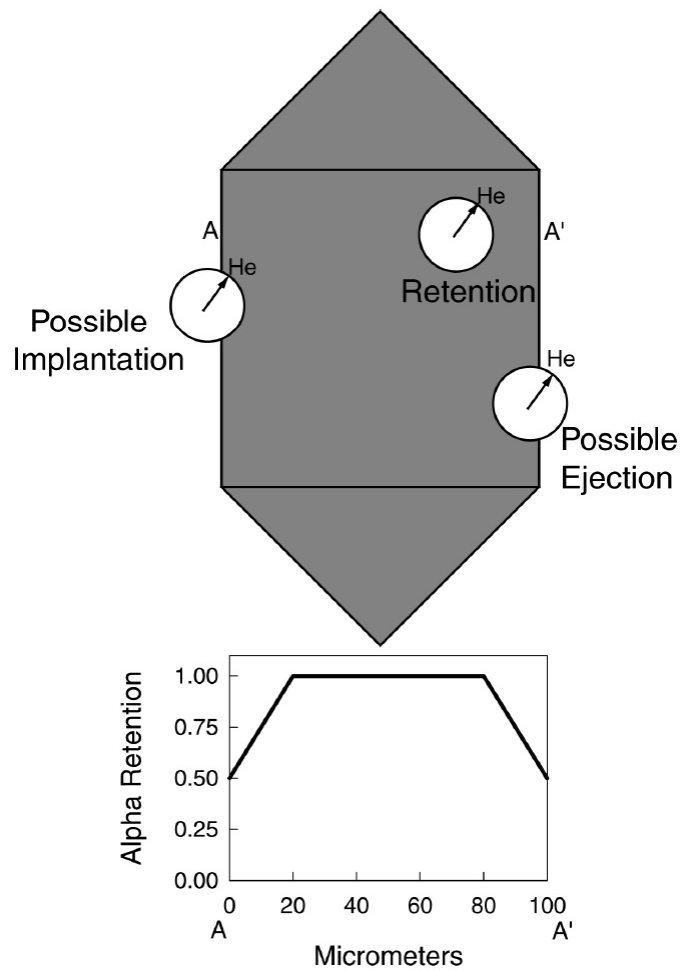 He
A
A'
He
Retention
Possible
Implantation
He
Possible
Ejection
1.00
0.75
0.50
0.25
0.00
Alpha Retention
0 20 40 60 80 100
A A'
Micrometers